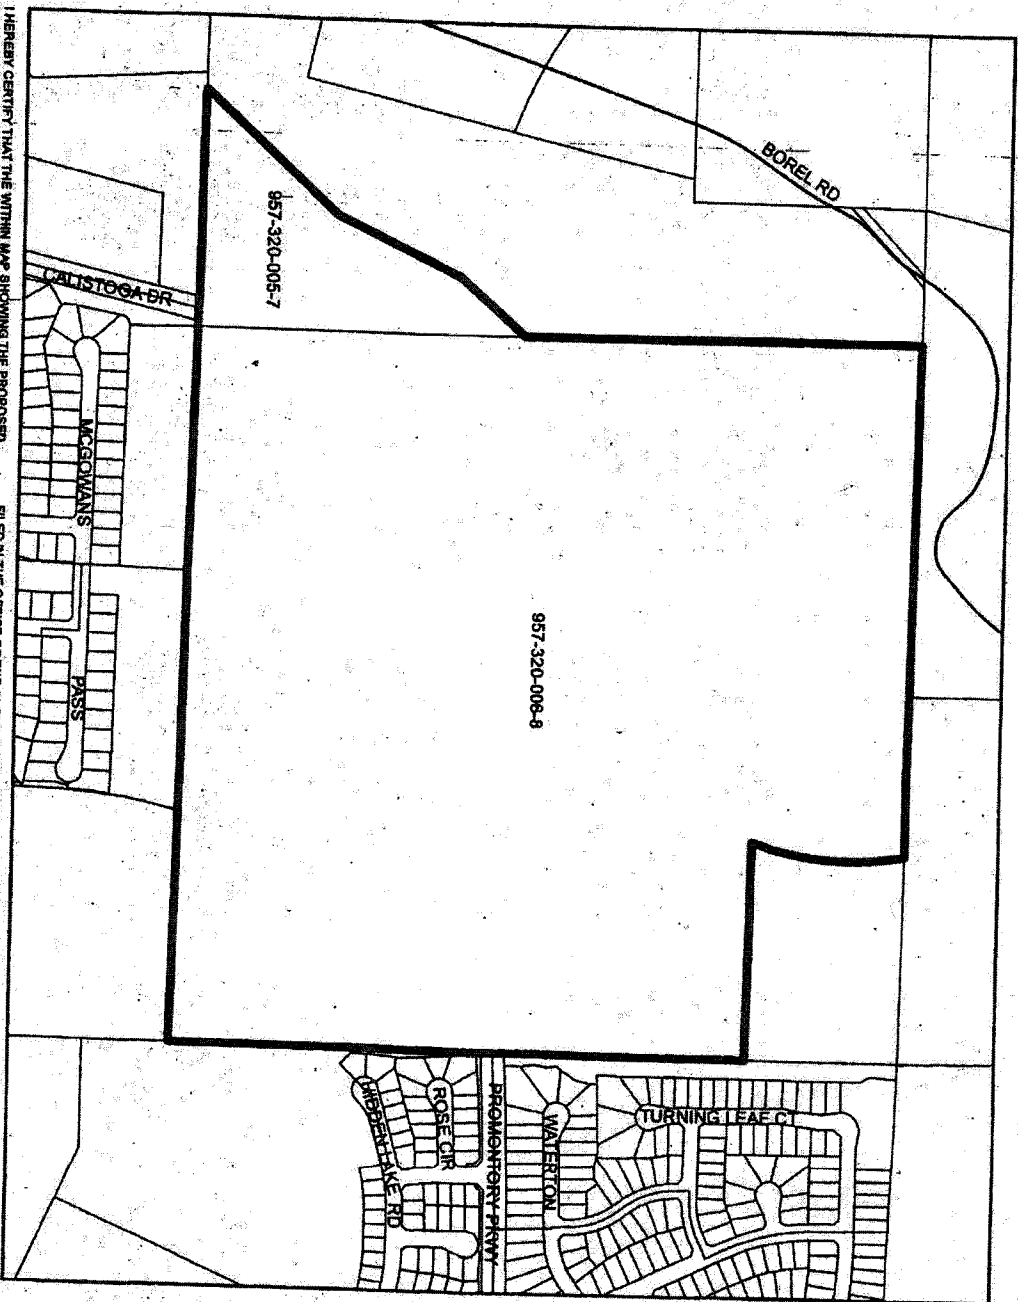 I HEREBY CERTIFY THAT THE WITHIN MAP SHOWING THE PROPOSED
BOREL RD
957-320-005-7
CALISTOGA DR
MCGOWANS
PASS
957-320-006-8
TURNING LEAF CT
WATERTON
PROMONTORY PKWY
ROSE CIR
HIDDEN LAKE RD